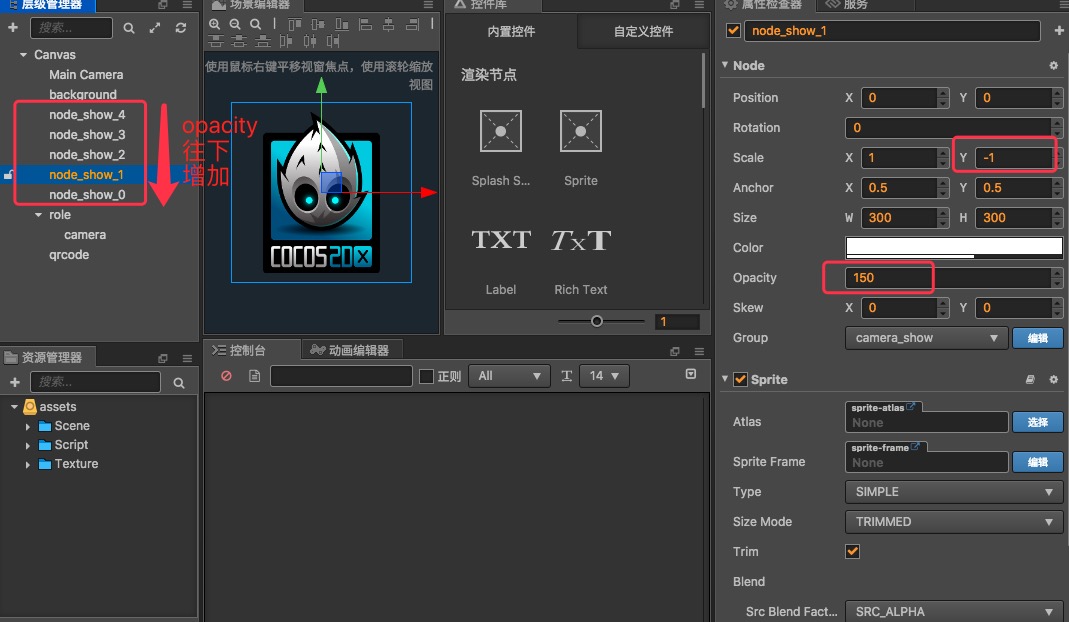 层级管理器
搜索...
Canvas
Main Camera
background
node_show_4
node_show_3
node_show_2
node_show_1
node_show_0
role
camera
qrcode
opacity
往下
增加
场景编辑器
使用鼠标右键平移视窗焦点，使用滚轮缩放
视图
COCOS2DX
控件库
内置控件
自定义控件
渲染节点
Splash S...
Sprite
TXT
TxT
Label
Rich Text
1
资源管理器
搜索...
assets
Scene
Script
Texture
控制台
动画编辑器
正则
All
14
属性检查器
服务
node_show_1
Node
Position
X
0
Y
0
Rotation
0
Scale
X
1
Y
-1
Anchor
X
0.5
Y
0.5
Size
W
300
H
300
Color
Opacity
150
Skew
X
0
Y
0
Group
camera_show
编辑
Sprite
Atlas
sprite-atlas
None
选择
Sprite Frame
sprite-frame
None
编辑
Type
SIMPLE
Size Mode
TRIMMED
Trim
Blend
Src Blend Fact...
SRC_ALPHA